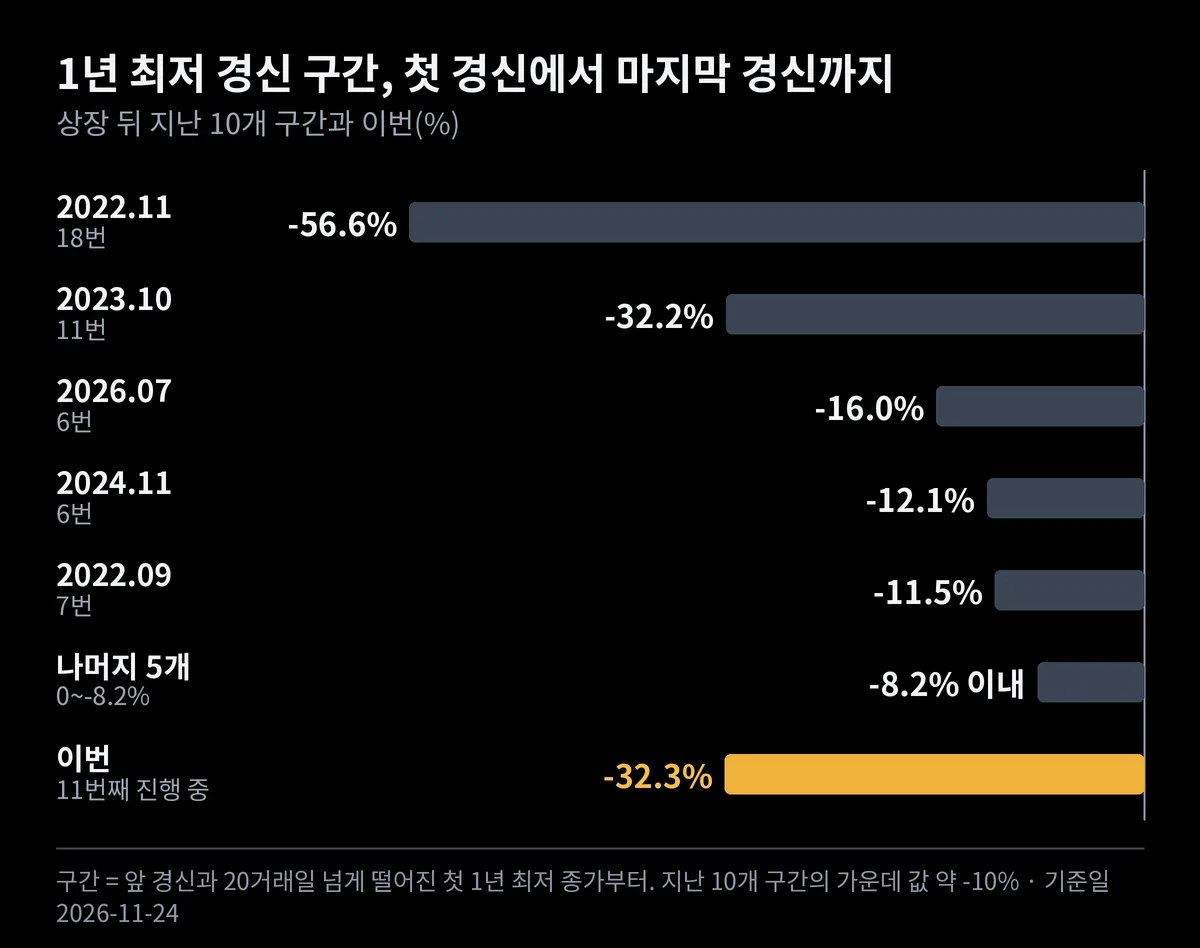 1년 최저 경신 구간, 첫 경신에서 마지막 경신까지
상장 뒤 지난 10개 구간과 이번(%)
2022.11
18번
-56.6%
2023.10
11번
-32.2%
2026.07
6번
-16.0%
2024.11
6번
-12.1%
2022.09
7번
-11.5%
나머지 5개
0~-8.2%
-8.2% 이내
이번
11번째 진행 중
-32.3%
구간 = 앞 경신과 20거래일 넘게 떨어진 첫 1년 최저 종가부터. 지난 10개 구간의 가운데 값 약 -10% · 기준일
2026-11-24